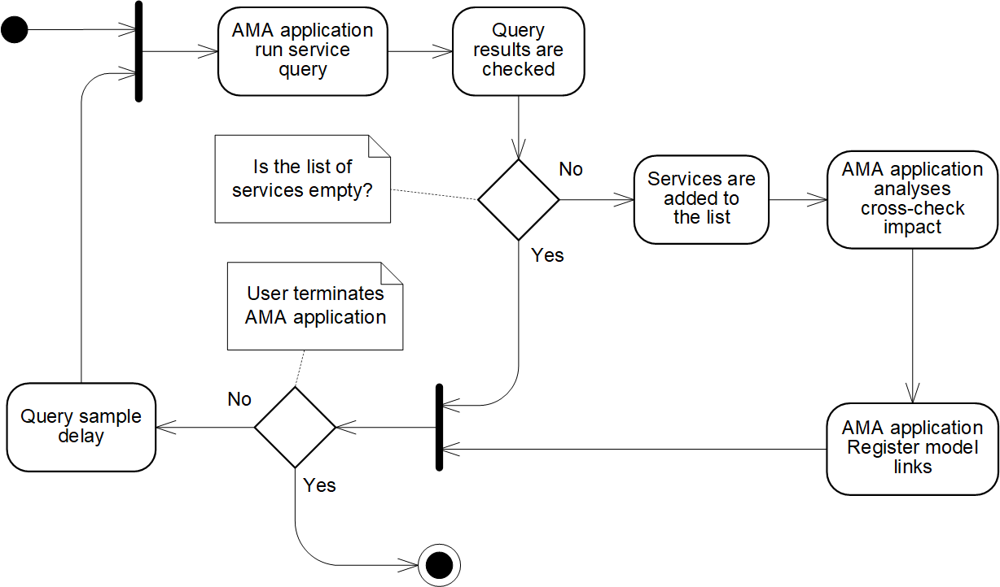 AMA application
run service
query
Query
results are
checked
Is the list of
services empty?
No
Services are
added to
the list
AMA application
analyses
cross-check
impact
Yes
User terminates
AMA application
Query sample
delay
No
AMA application
Register model
links
Yes